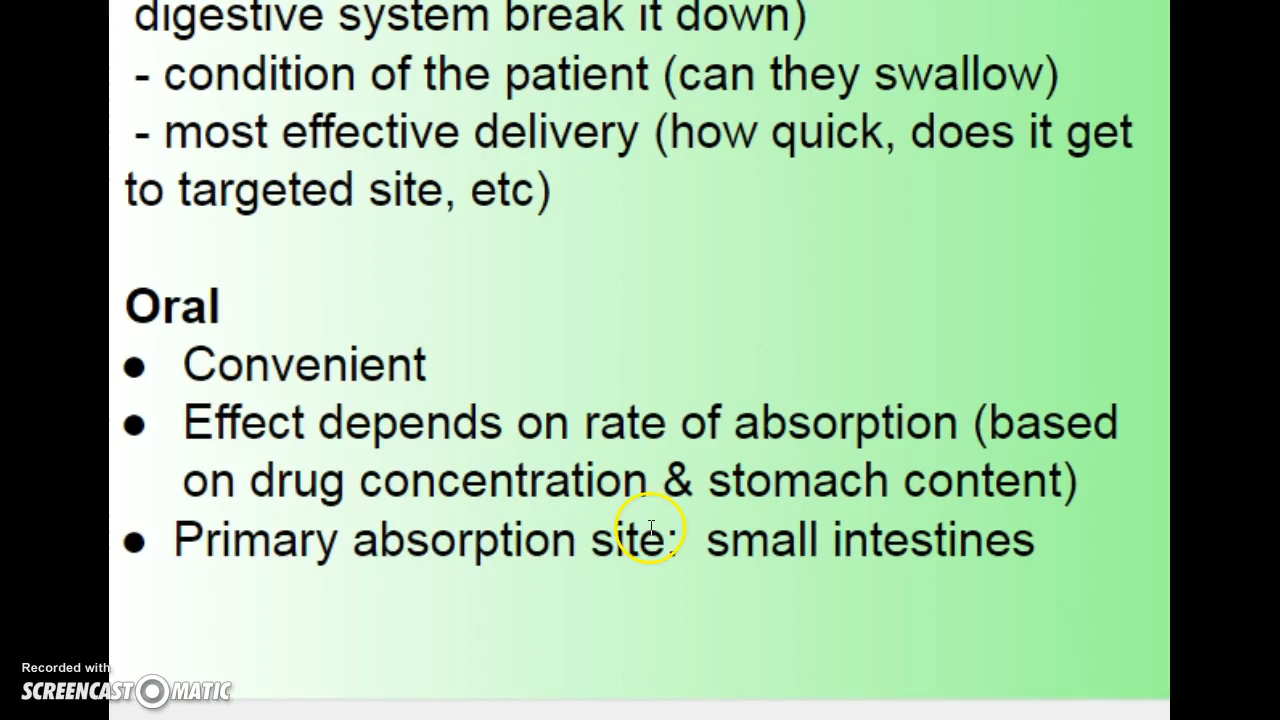 digestive system break it down)
- condition of the patient (can they swallow)
- most effective delivery (how quick, does it get
to targeted site, etc)
Oral
● Convenient
● Effect depends on rate of absorption (based
on drug concentration & stomach content)
● Primary absorption site: small intestines
Recorded with
SCREENCAST-O-MATIC